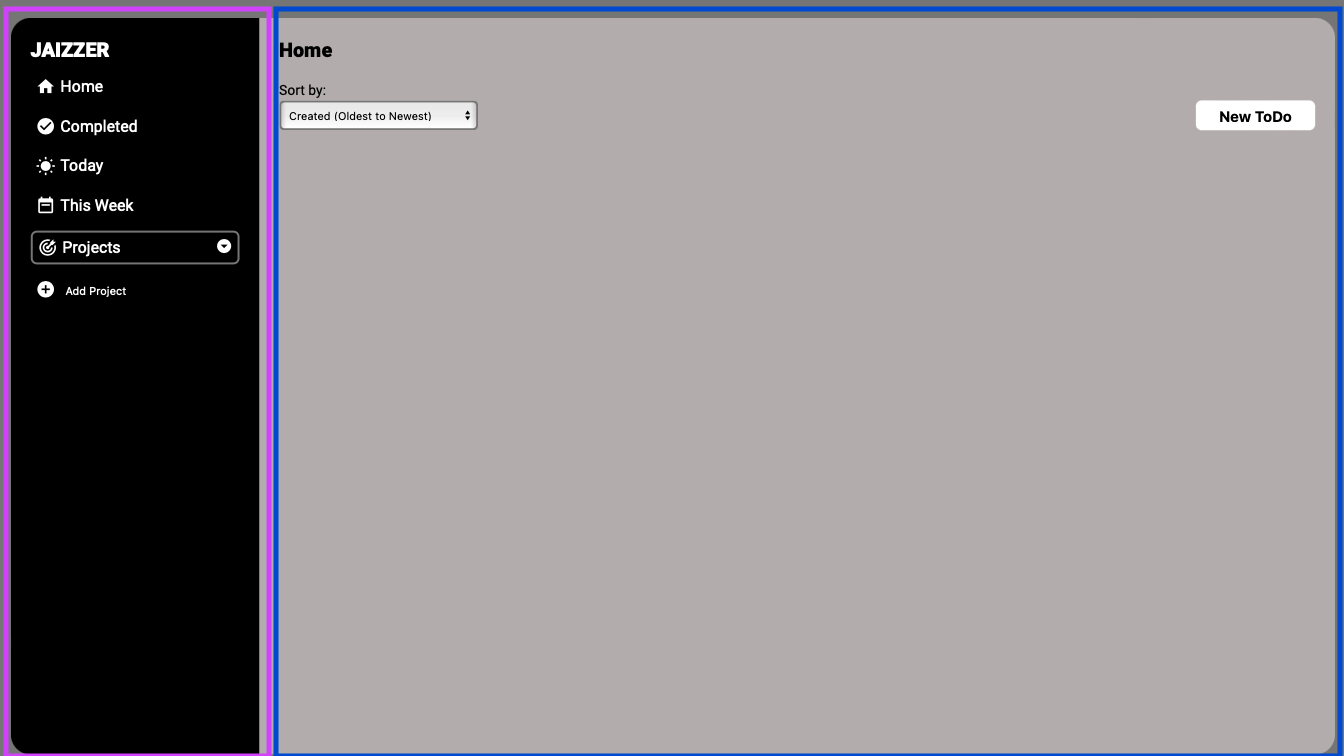 JAIZZER
Home
Completed
Today
This Week
Projects
Add Project
Home
Sort by:
Created (Oldest to Newest)
New ToDo